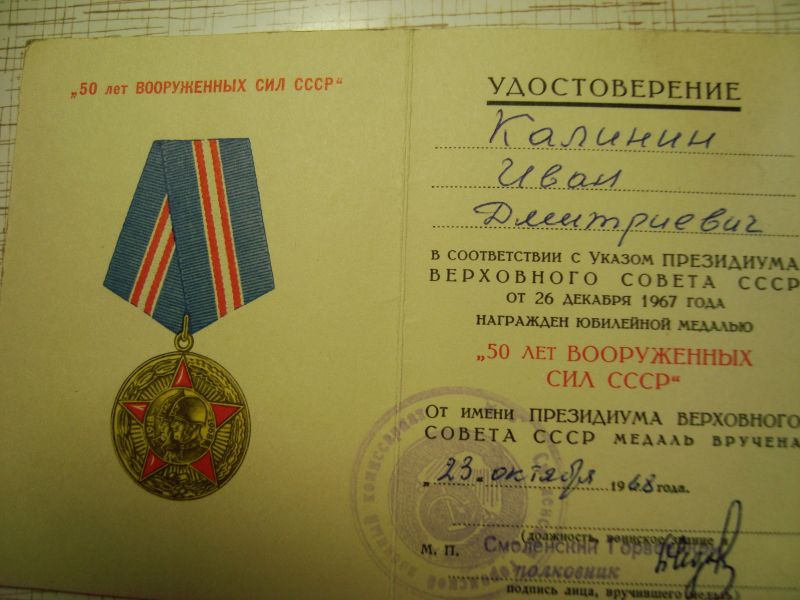 „50 лет ВООРУЖЕННЫХ СИЛ СССР“
УДОСТОВЕРЕНИЕ
Калинин
Иван
Дмитриевич
В СООТВЕТСТВИИ С УКАЗОМ ПРЕЗИДИУМА
ВЕРХОВНОГО СОВЕТА СССР
ОТ 26 ДЕКАБРЯ 1967 ГОДА
НАГРАЖДЕН ЮБИЛЕЙНОЙ МЕДАЛЬЮ
„50 ЛЕТ ВООРУЖЕННЫХ
СИЛ СССР“
ОТ ИМЕНИ ПРЕЗИДИУМА ВЕРХОВНОГО
СОВЕТА СССР МЕДАЛЬ ВРУЧЕНА
„23“ октября 1968 года.
(должность, воинское звание и
М. П. Смоленский
полковник
подпись лица, вручившего медаль)